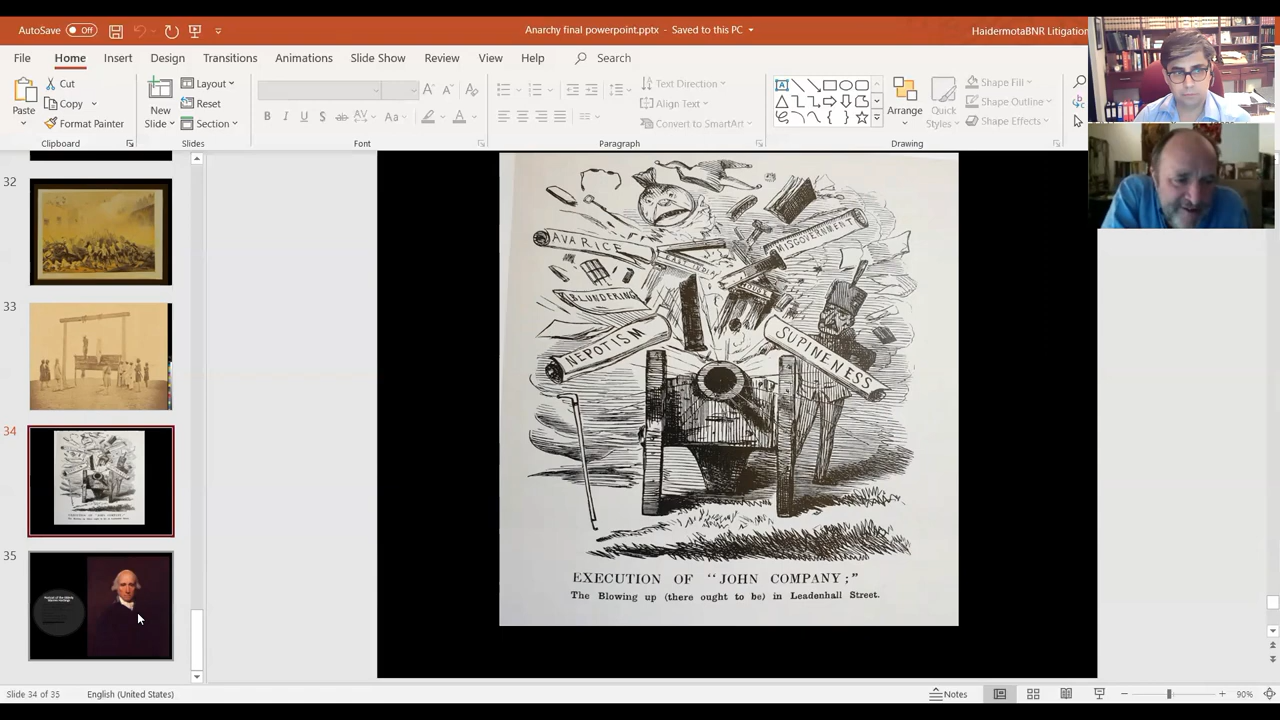 AutoSave Off
Anarchy final powerpoint.pptx - Saved to this PC
HaidermotaBNR Litigation
File Home Insert Design Transitions Animations Slide Show Review View Help Search
Paste
Cut
Copy
Format Painter
Clipboard
New Slide
Layout
Reset
Section
Slides
Font
Text Direction
Align Text
Convert to SmartArt
Paragraph
Arrange
Quick Styles
Shape Fill
Shape Outline
Shape Effects
Drawing
32
33
34
35
AVARICE
MISGOVERNMENT
BLUNDERING
NEPOTISM
SUPINENESS
EXECUTION OF "JOHN COMPANY;"
The Blowing up (there ought to be) in Leadenhall Street.
Slide 34 of 35
English (United States)
Notes
90%